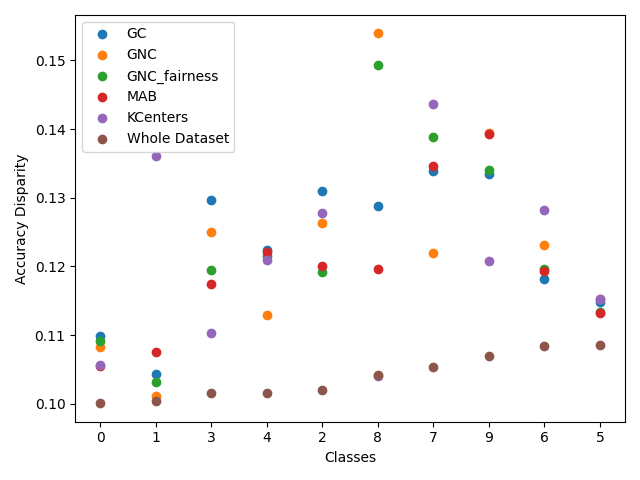 GC
GNC
GNC_fairness
MAB
KCenters
Whole Dataset
0.15
0.14
0.13
0.12
0.11
0.10
Accuracy Disparity
0 1 3 4 2 8 7 9 6 5
Classes